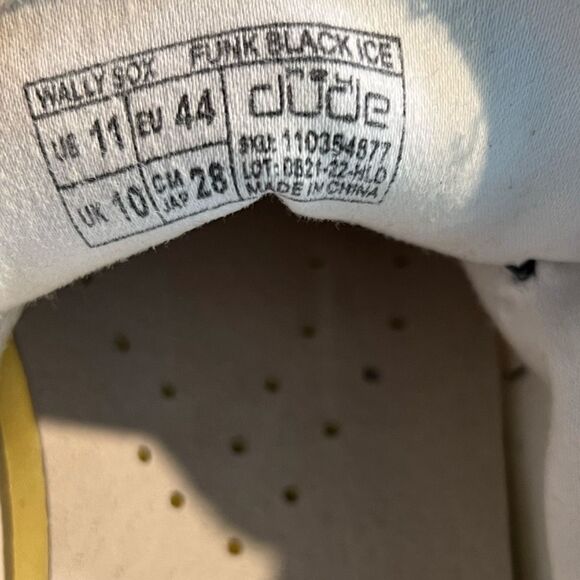 WALLY SOX FUNK BLACK ICE
US 11 EU 44 dude
UK 10 CM JAP 28 SKU: 110354877
LOT: 0821-22-HLD
MADE IN CHINA